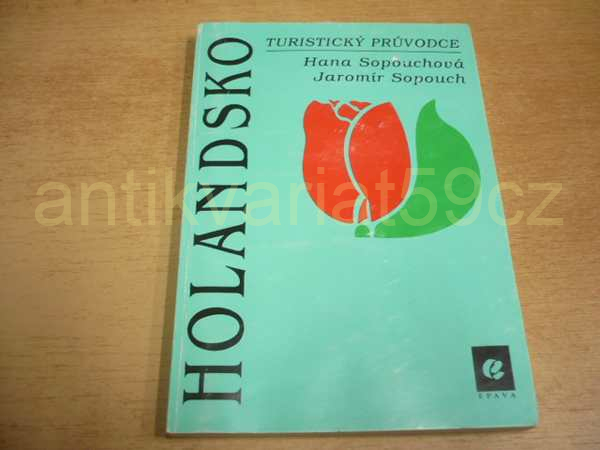 TURISTICKÝ PRŮVODCE
Hana Sopouchová
Jaromír Sopouch
HOLANDSKO
antikvariat59cz
EPAVA